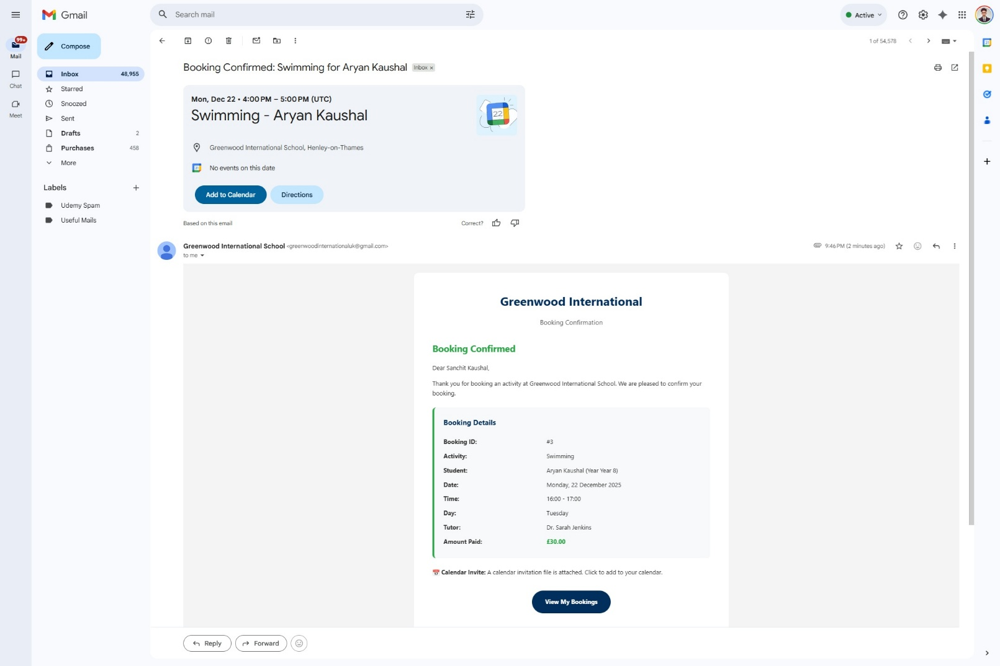 Gmail
Search mail
Active
99+
Mail
Chat
Meet
Compose
Inbox 48,955
Starred
Snoozed
Sent
Drafts 2
Purchases 458
More
Labels
Udemy Spam
Useful Mails
1 of 54,578
Booking Confirmed: Swimming for Aryan Kaushal Inbox x
Mon, Dec 22 • 4:00 PM – 5:00 PM (UTC)
Swimming - Aryan Kaushal
22
Greenwood International School, Henley-on-Thames
31 No events on this date
Add to Calendar Directions
Based on this email Correct?
Greenwood International School <greenwoodinternationaluk@gmail.com>
to me
9:46 PM (2 minutes ago)
Greenwood International
Booking Confirmation
Booking Confirmed
Dear Sanchit Kaushal,
Thank you for booking an activity at Greenwood International School. We are pleased to confirm your
booking.
Booking Details
Booking ID: #3
Activity: Swimming
Student: Aryan Kaushal (Year Year 8)
Date: Monday, 22 December 2025
Time: 16:00 - 17:00
Day: Tuesday
Tutor: Dr. Sarah Jenkins
Amount Paid: £30.00
📅 Calendar Invite: A calendar invitation file is attached. Click to add to your calendar.
View My Bookings
Reply Forward
31